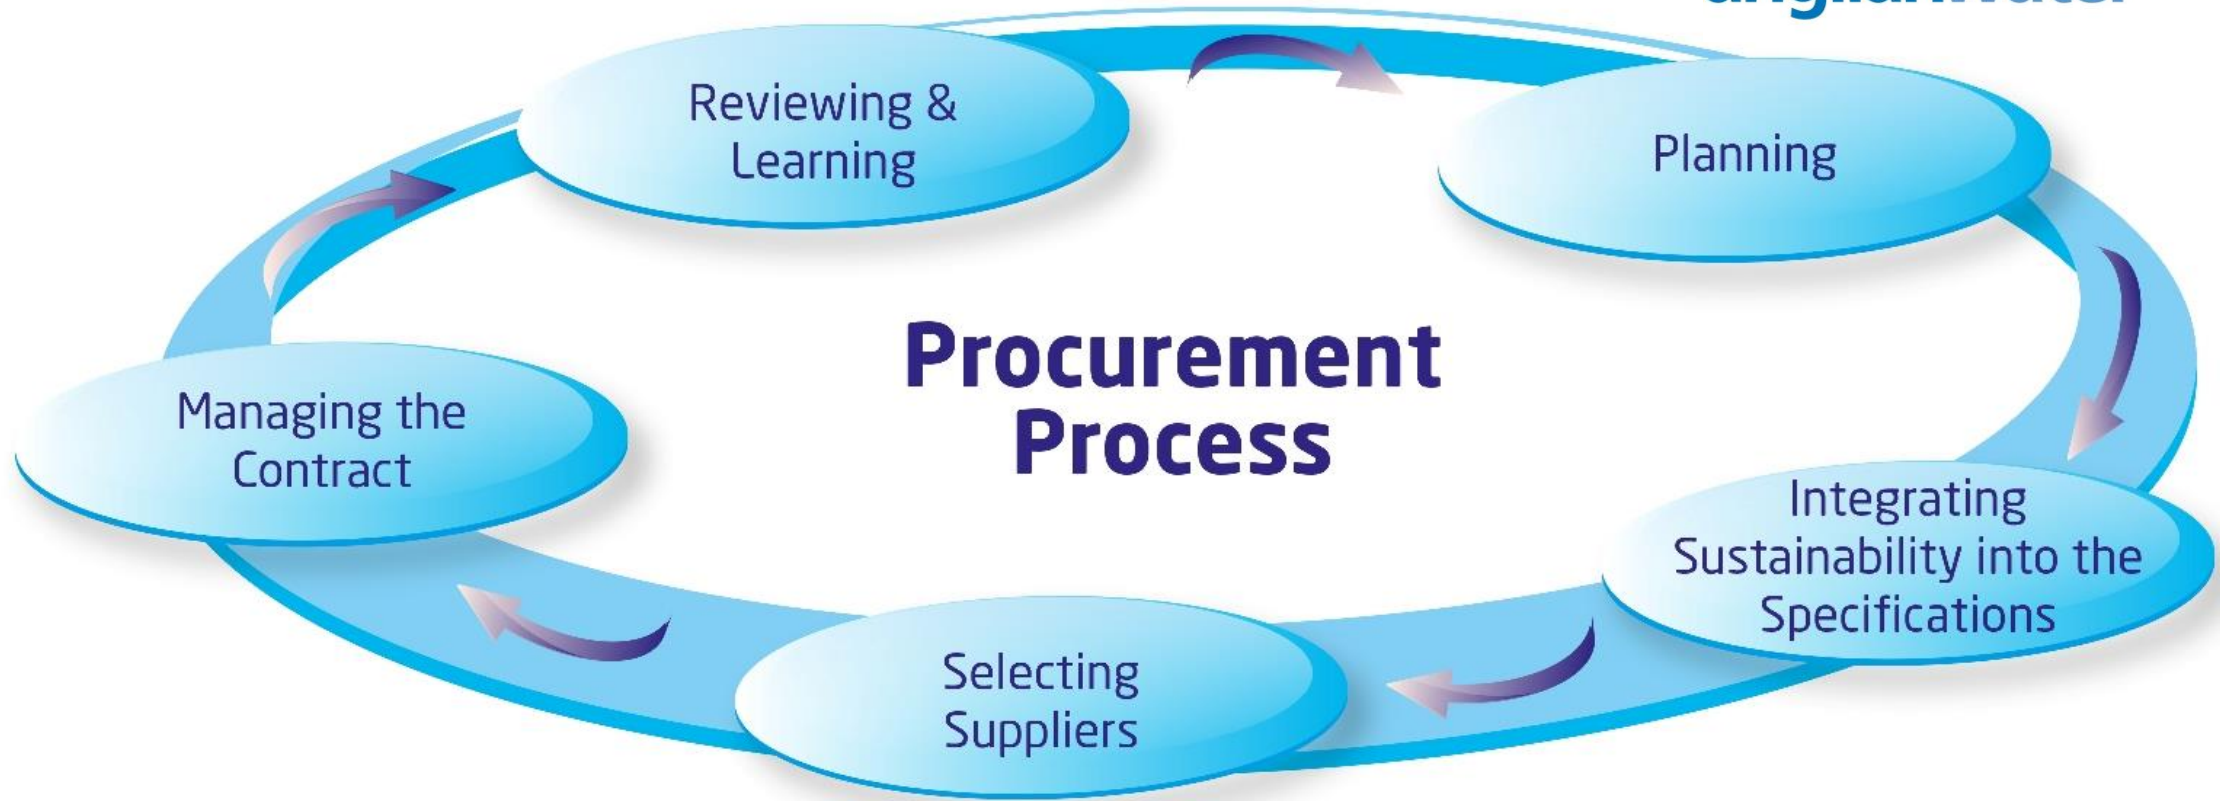 Reviewing &
Learning
Planning
Procurement
Process
Managing the
Contract
Integrating
Sustainability into the
Specifications
Selecting
Suppliers